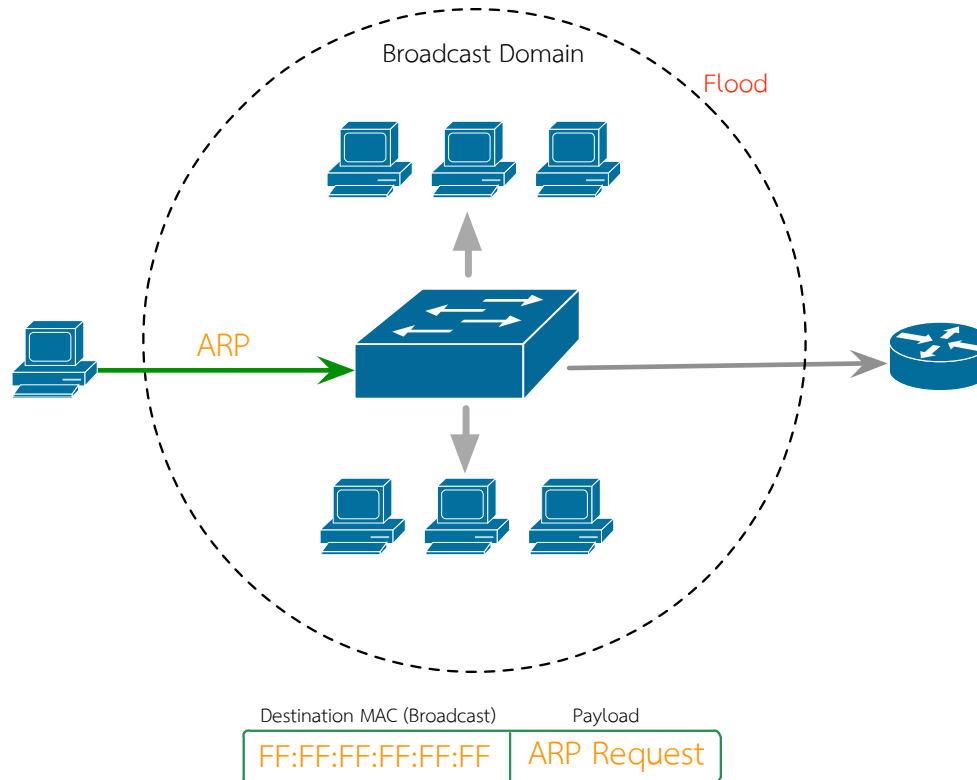 Broadcast Domain
Flood
ARP
Destination MAC (Broadcast)
Payload
FF:FF:FF:FF:FF:FF
ARP Request